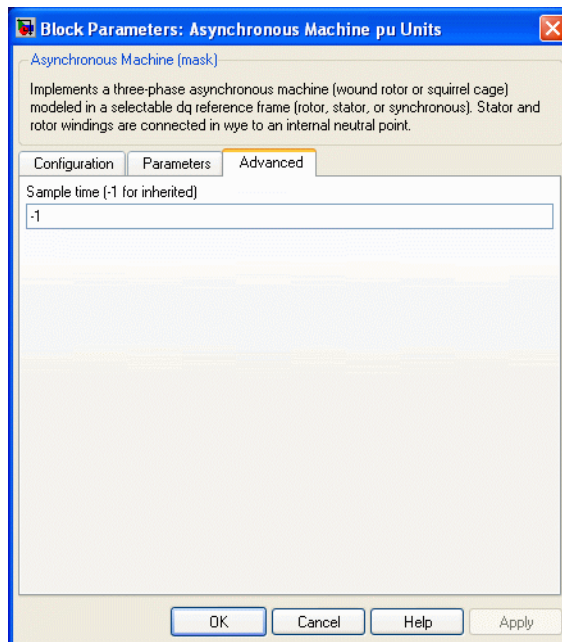 Block Parameters: Asynchronous Machine pu Units
Asynchronous Machine (mask)
Implements a three-phase asynchronous machine (wound rotor or squirrel cage)
modeled in a selectable dq reference frame (rotor, stator, or synchronous). Stator and
rotor windings are connected in wye to an internal neutral point.
Configuration Parameters Advanced
Sample time (-1 for inherited)
-1
OK Cancel Help Apply